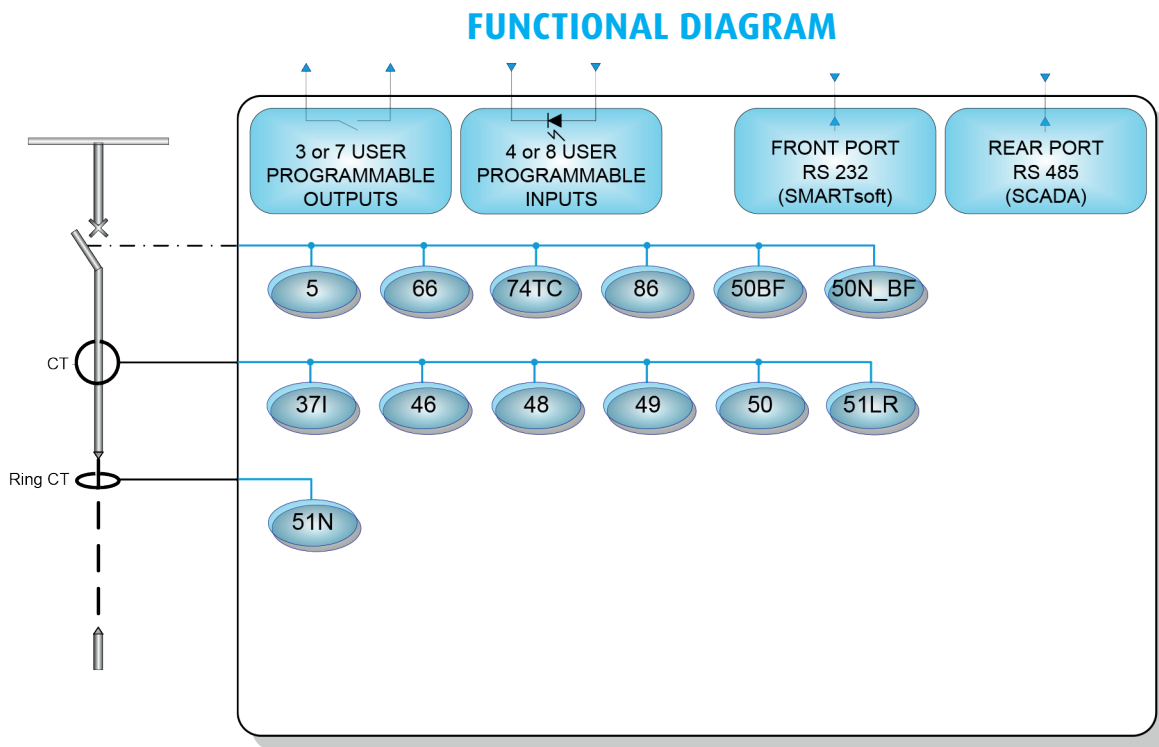 FUNCTIONAL DIAGRAM
3 or 7 USER
PROGRAMMABLE
OUTPUTS
4 or 8 USER
PROGRAMMABLE
INPUTS
FRONT PORT
RS 232
(SMARTsoft)
REAR PORT
RS 485
(SCADA)
5
66
74TC
86
50BF
50N_BF
CT
37I
46
48
49
50
51LR
Ring CT
51N